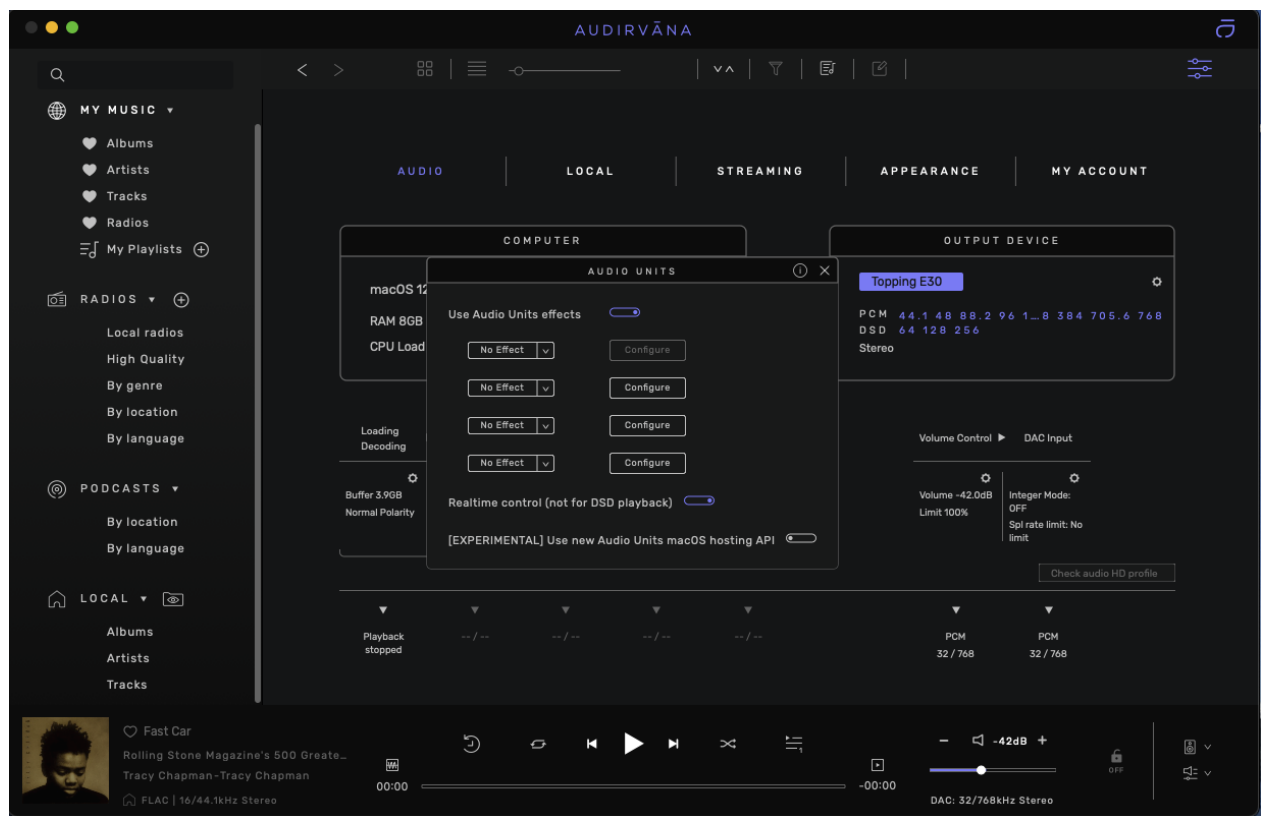 AUDIRVĀNA
MY MUSIC
Albums
Artists
Tracks
Radios
My Playlists
RADIOS
Local radios
High Quality
By genre
By location
By language
PODCASTS
By location
By language
LOCAL
Albums
Artists
Tracks
AUDIO
LOCAL
STREAMING
APPEARANCE
MY ACCOUNT
COMPUTER
macOS 12
RAM 8GB
CPU Load
OUTPUT DEVICE
Topping E30
PCM 44.1 48 88.2 96 1…8 384 705.6 768
DSD 64 128 256
Stereo
AUDIO UNITS
Use Audio Units effects
No Effect Configure
No Effect Configure
No Effect Configure
No Effect Configure
Realtime control (not for DSD playback)
[EXPERIMENTAL] Use new Audio Units macOS hosting API
Loading
Decoding
Buffer 3.9GB
Normal Polarity
Volume Control
DAC Input
Volume -42.0dB
Limit 100%
Integer Mode:
OFF
Spl rate limit: No
limit
Check audio HD profile
Playback
stopped
--/--
--/--
--/--
--/--
PCM
32/768
PCM
32/768
Fast Car
Rolling Stone Magazine's 500 Greate…
Tracy Chapman-Tracy Chapman
FLAC | 16/44.1kHz Stereo
00:00
1
-00:00
-42dB
DAC: 32/768kHz Stereo
OFF